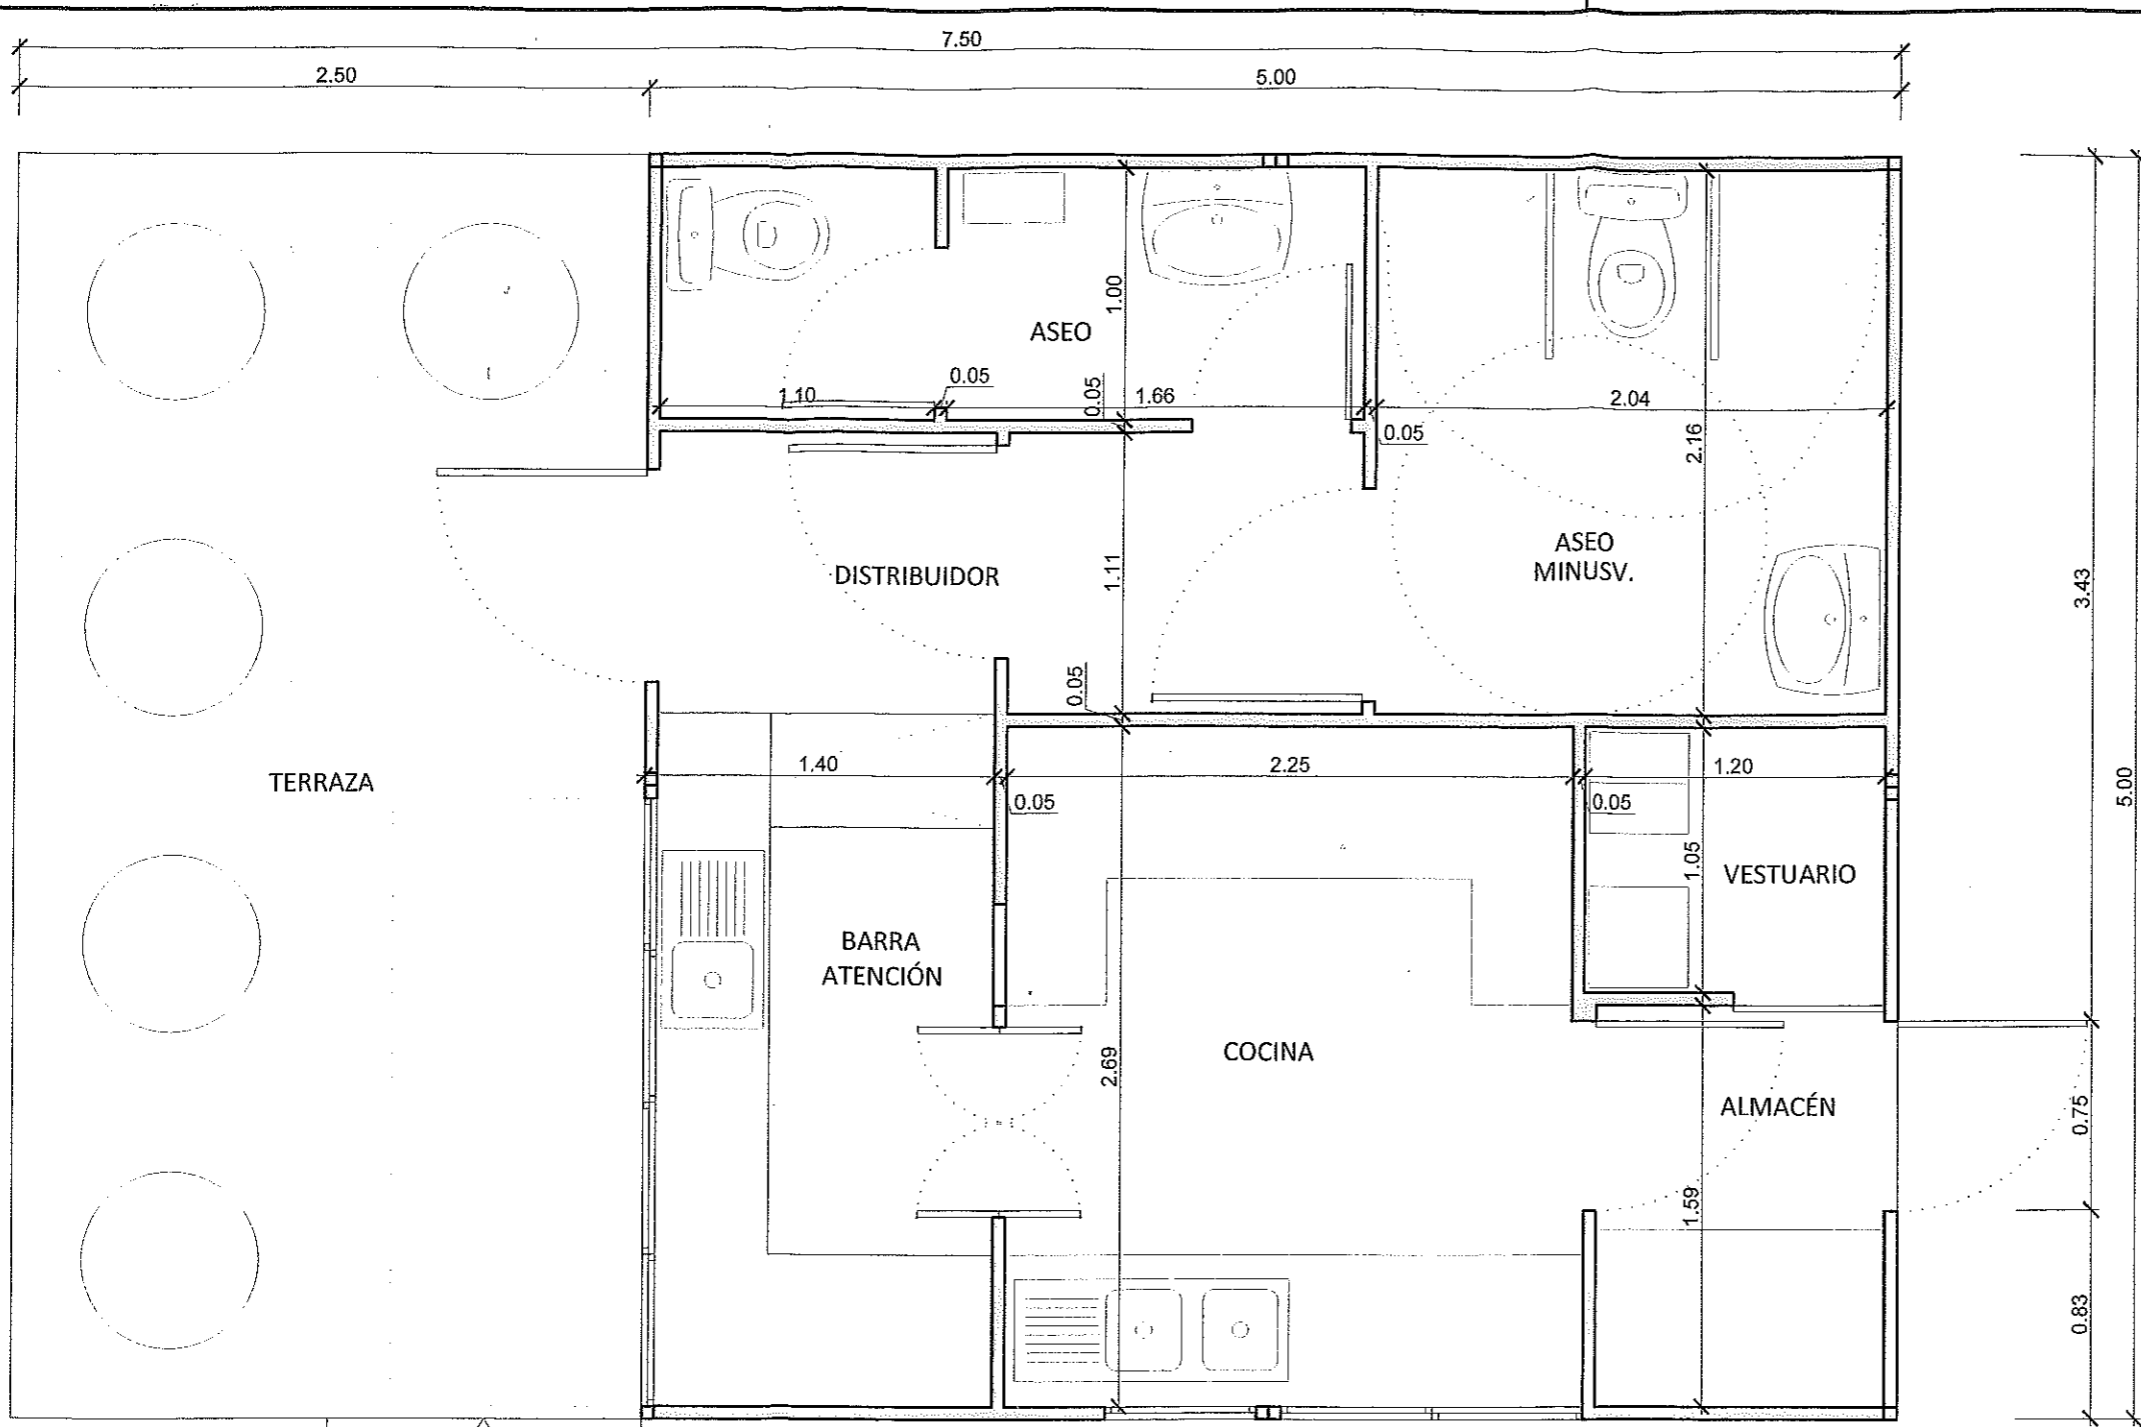 7.50
2.50
5.00
1.00
ASEO
1.10
0.05
0.05
1.66
2.04
0.05
2.16
DISTRIBUIDOR
1.11
ASEO
MINUSV.
3.43
0.05
TERRAZA
1.40
2.25
1.20
5.00
0.05
0.05
1.05
VESTUARIO
BARRA
ATENCIÓN
COCINA
2.69
ALMACÉN
0.75
1.59
0.83